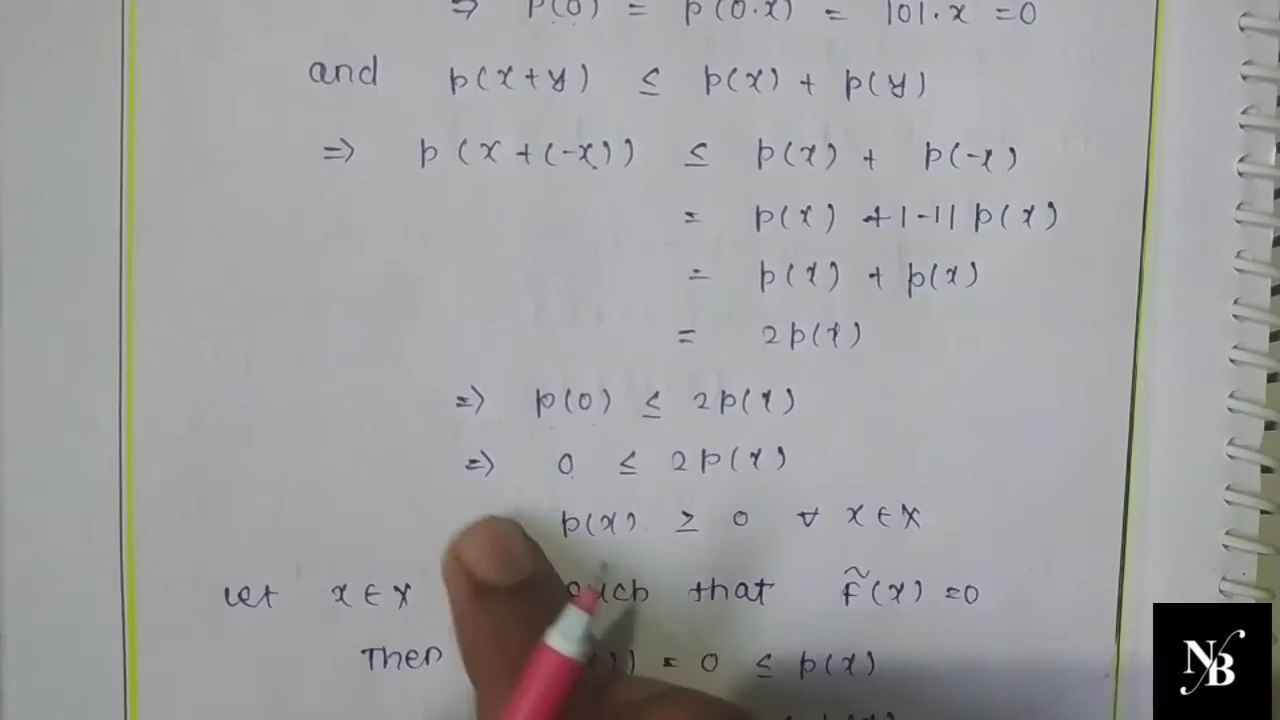 ⇒ p(0) = p(0·x) = |0|·x = 0
and p(x+y) ≤ p(x) + p(y)
⇒ p(x+(-x)) ≤ p(x) + p(-x)
= p(x) + |-1| p(x)
= p(x) + p(x)
= 2p(x)
⇒ p(0) ≤ 2p(x)
⇒ 0 ≤ 2p(x)
p(x) ≥ 0 ∀ x ∈ X
Let x ∈ X such that f̃(x) = 0
Then = 0 ≤ p(x)
NB